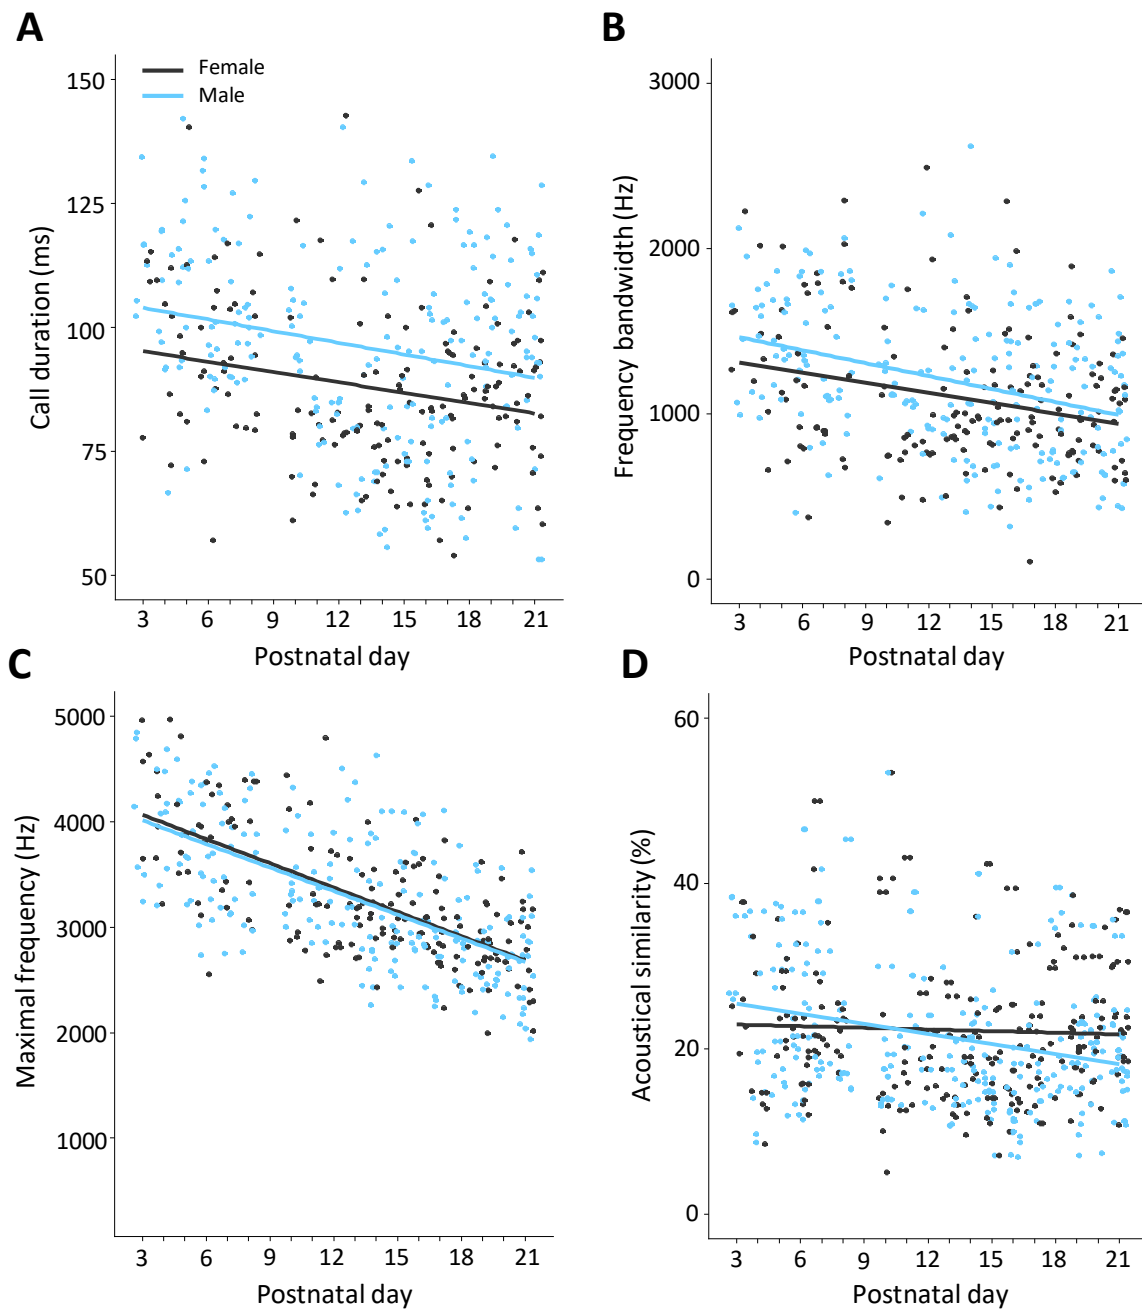 A
Female
Male
150
125
100
75
50
Call duration (ms)
3 6 9 12 15 18 21
Postnatal day
B
3000
2000
1000
0
Frequency bandwidth (Hz)
3 6 9 12 15 18 21
Postnatal day
C
5000
4000
3000
2000
1000
Maximal frequency (Hz)
3 6 9 12 15 18 21
Postnatal day
D
60
40
20
0
Acoustical similarity (%)
3 6 9 12 15 18 21
Postnatal day